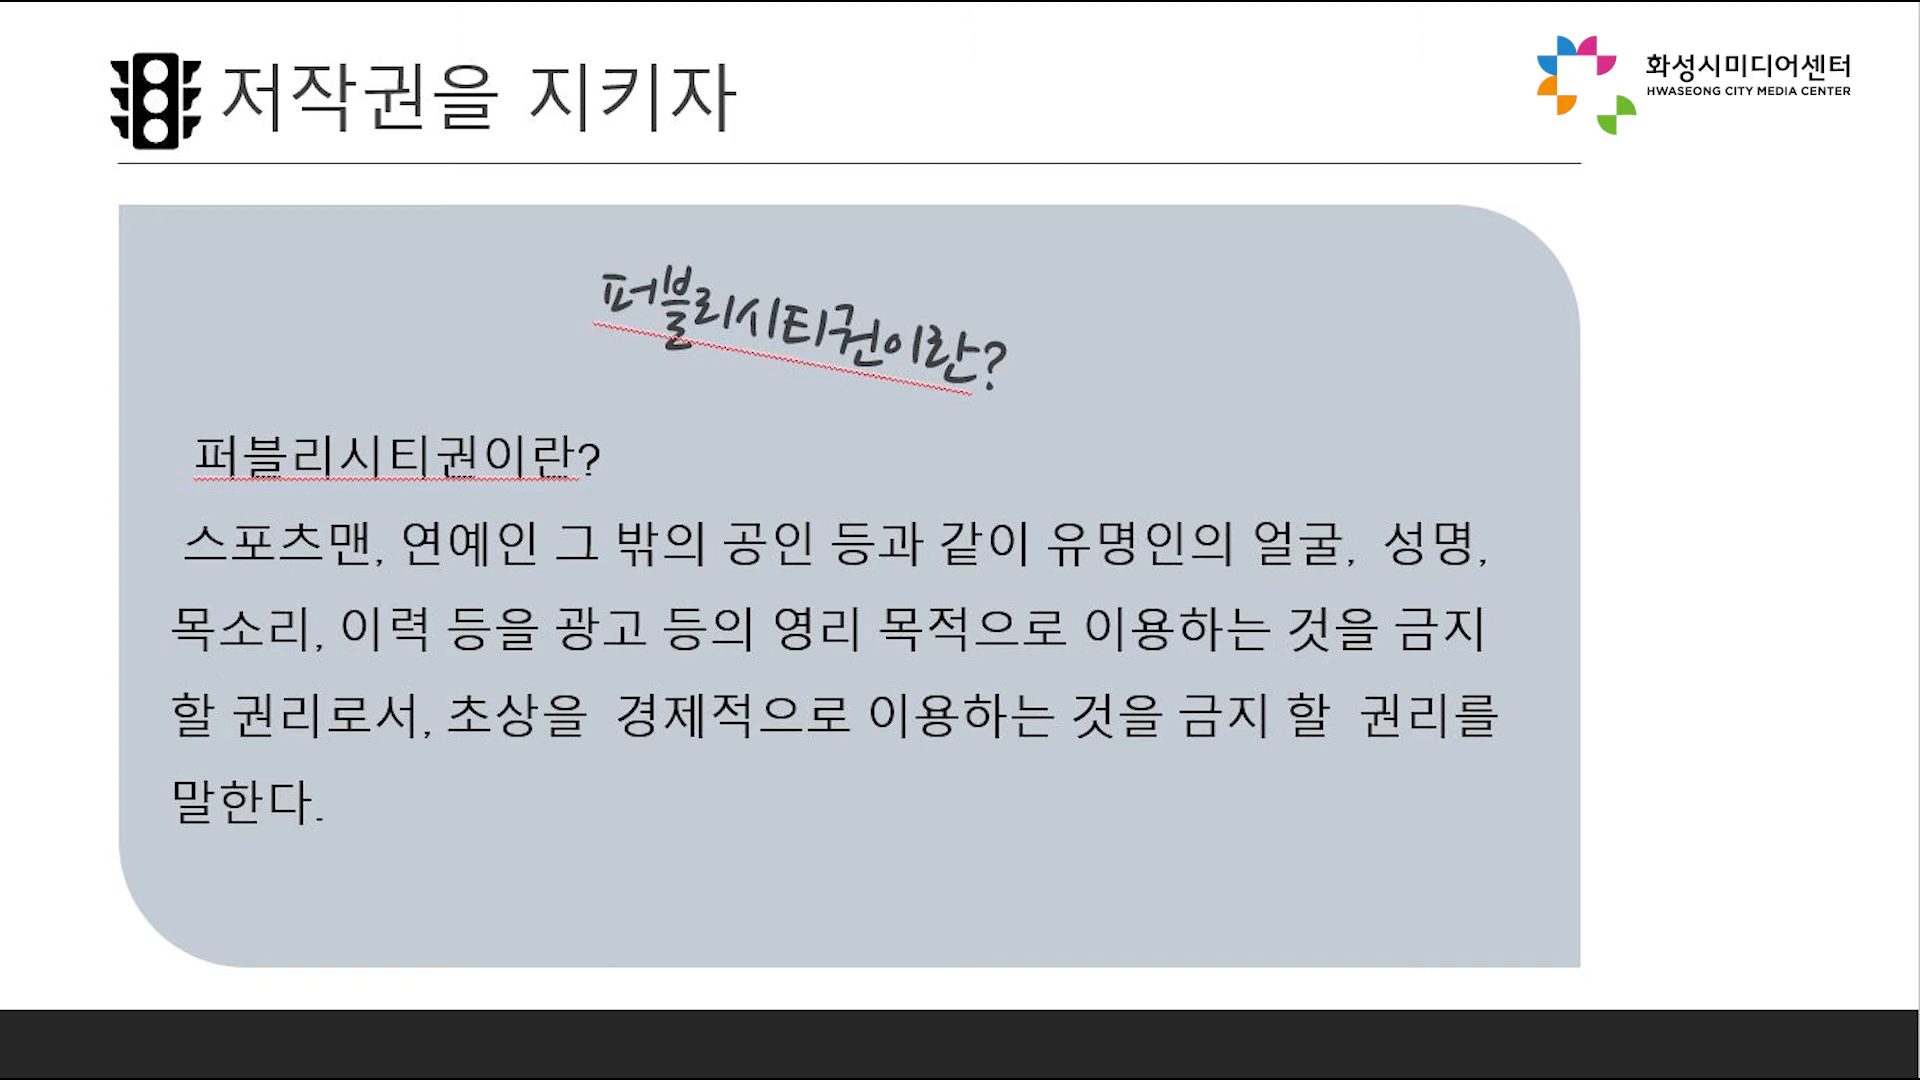 저작권을 지키자
화성시미디어센터
HWASEONG CITY MEDIA CENTER
퍼블리시티권이란?
퍼블리시티권이란?
스포츠맨, 연예인 그 밖의 공인 등과 같이 유명인의 얼굴, 성명,
목소리, 이력 등을 광고 등의 영리 목적으로 이용하는 것을 금지
할 권리로서, 초상을 경제적으로 이용하는 것을 금지 할 권리를
말한다.